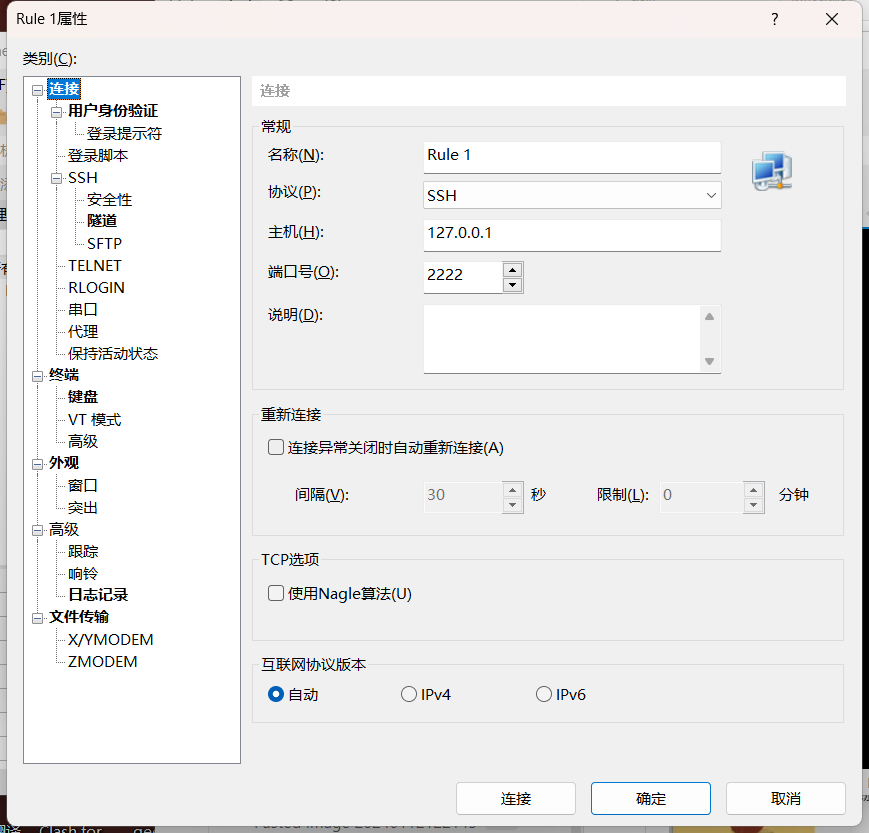 Rule 1属性
?
类别(C):
连接
用户身份验证
登录提示符
登录脚本
SSH
安全性
隧道
SFTP
TELNET
RLOGIN
串口
代理
保持活动状态
终端
键盘
VT 模式
高级
外观
窗口
突出
高级
跟踪
响铃
日志记录
文件传输
X/YMODEM
ZMODEM
连接
常规
名称(N): Rule 1
协议(P): SSH
主机(H): 127.0.0.1
端口号(O): 2222
说明(D):
重新连接
连接异常关闭时自动重新连接(A)
间隔(V): 30 秒 限制(L): 0 分钟
TCP选项
使用Nagle算法(U)
互联网协议版本
自动 IPv4 IPv6
连接 确定 取消